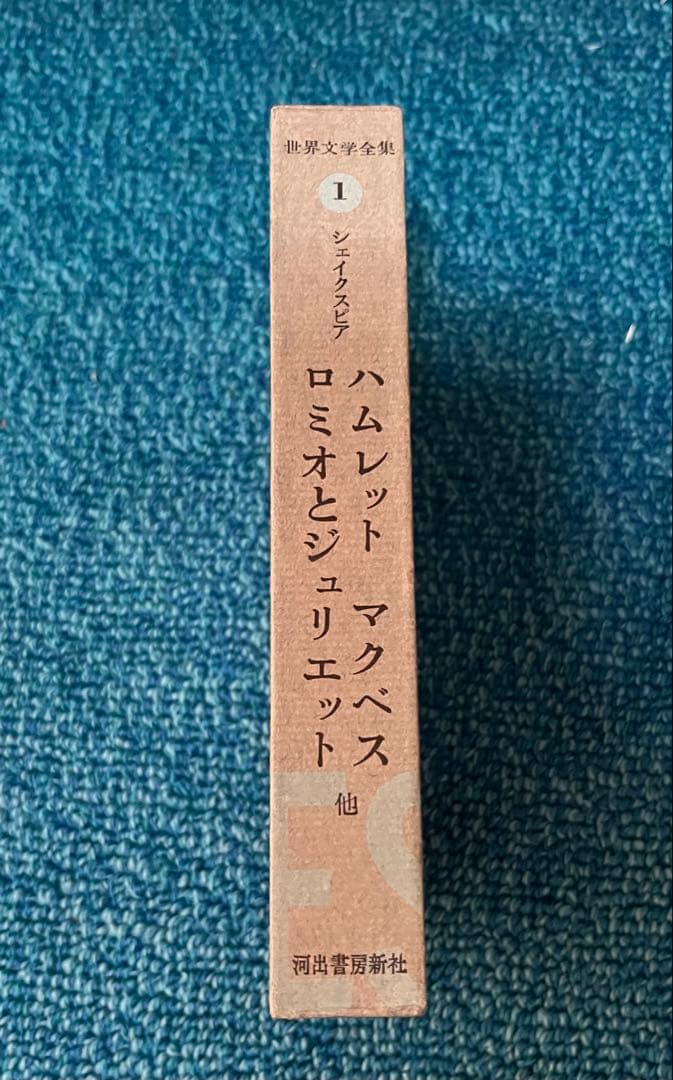 世界文学全集
1
シェイクスピア
ハムレット マクベス
ロミオとジュリエット
他
河出書房新社